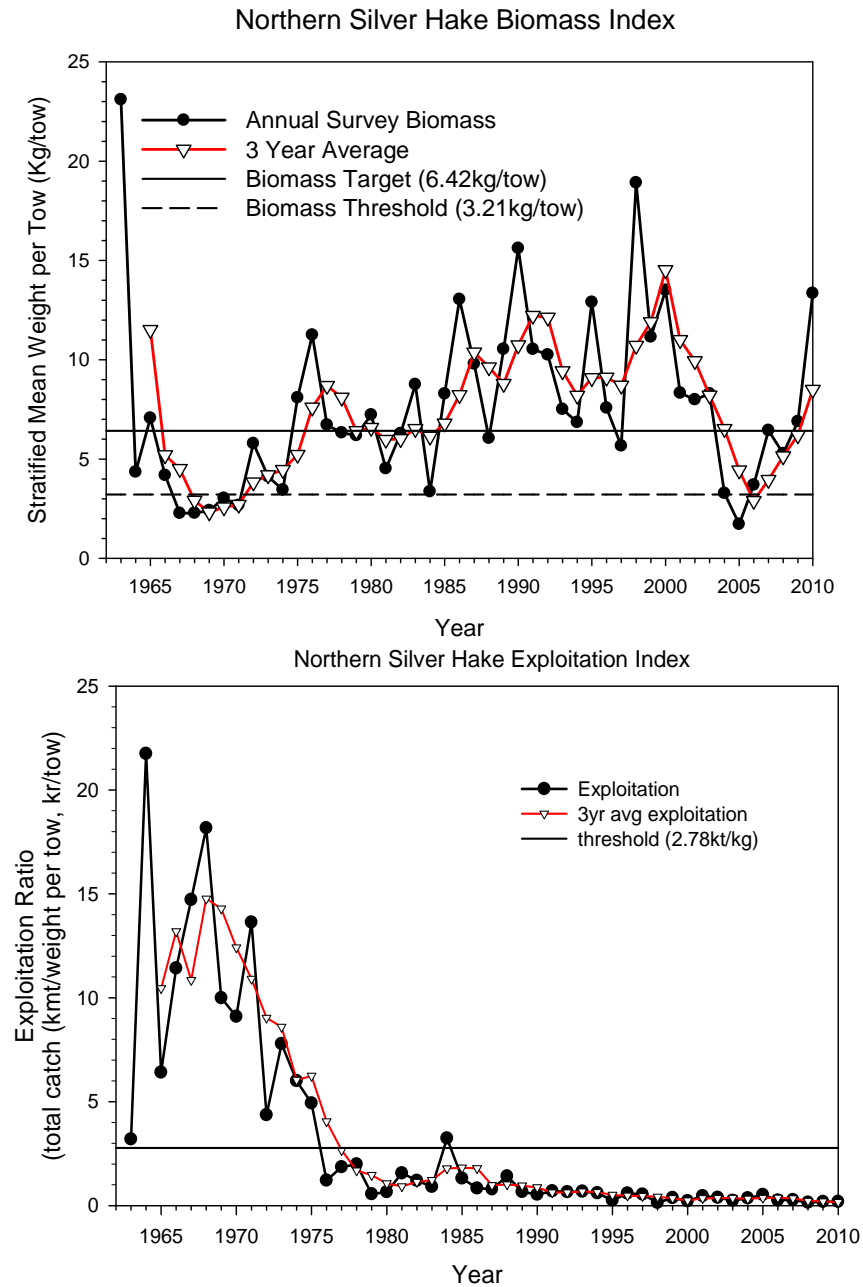 Northern Silver Hake Biomass Index
25
20
15
10
5
0
Stratified Mean Weight per Tow (Kg/tow)
Annual Survey Biomass
3 Year Average
Biomass Target (6.42kg/tow)
Biomass Threshold (3.21kg/tow)
1965 1970 1975 1980 1985 1990 1995 2000 2005 2010
Year
Northern Silver Hake Exploitation Index
25
20
15
10
5
0
Exploitation Ratio
(total catch (kmt/weight per tow, kr/tow)
Exploitation
3yr avg exploitation
threshold (2.78kt/kg)
1965 1970 1975 1980 1985 1990 1995 2000 2005 2010
Year